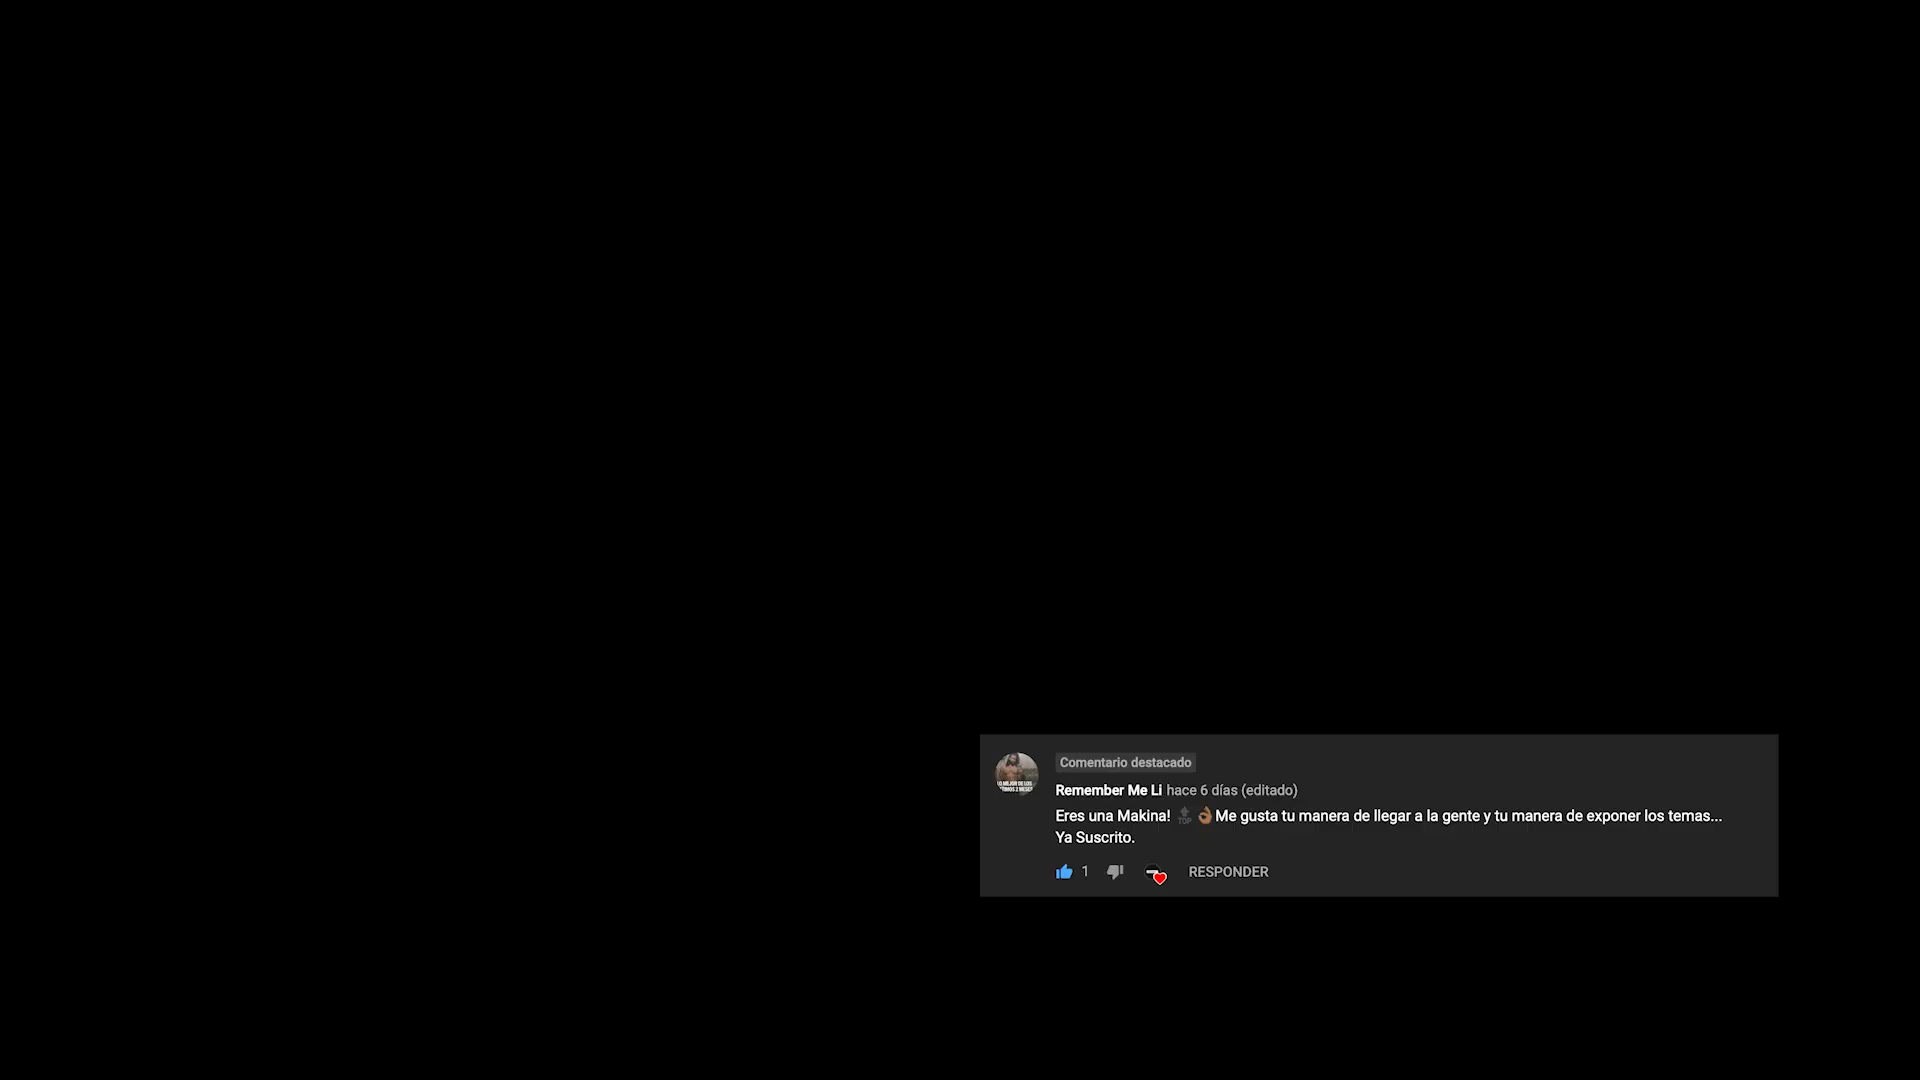 Comentario destacado
Remember Me Li hace 6 días (editado)
Eres una Makina! 🔝👌🏾Me gusta tu manera de llegar a la gente y tu manera de exponer los temas...
Ya Suscrito.
1 RESPONDER